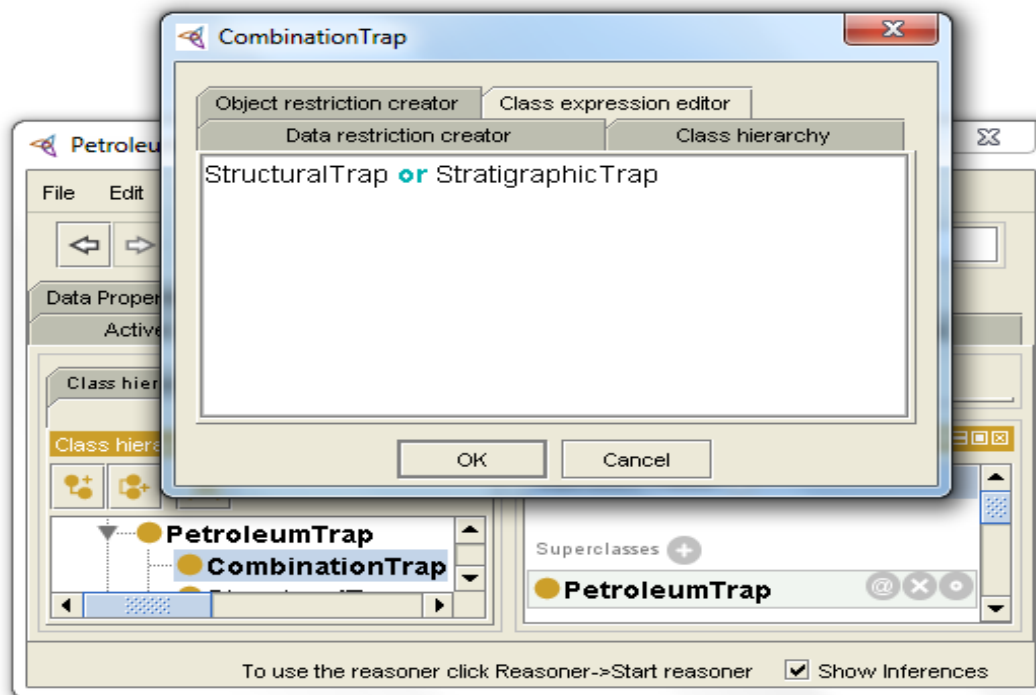 CombinationTrap
Object restriction creator
Class expression editor
Data restriction creator
Class hierarchy
StructuralTrap or StratigraphicTrap
OK
Cancel
Petroleu
File Edit
Data Proper
Active
Class hier
Class hiera
PetroleumTrap
CombinationTrap
Superclasses
PetroleumTrap
To use the reasoner click Reasoner->Start reasoner
Show Inferences